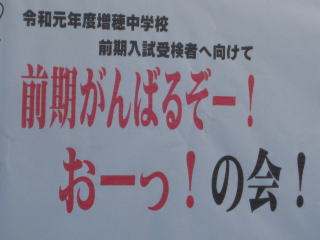 令和元年度増穂中学校
前期入試受検者へ向けて
前期がんばるぞー！
おーっ！の会！